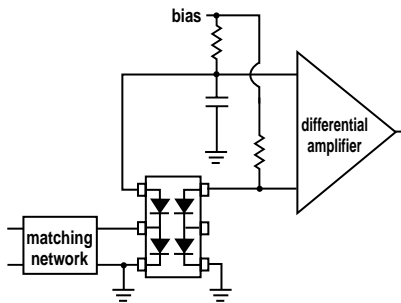 bias
differential
amplifier
matching
network